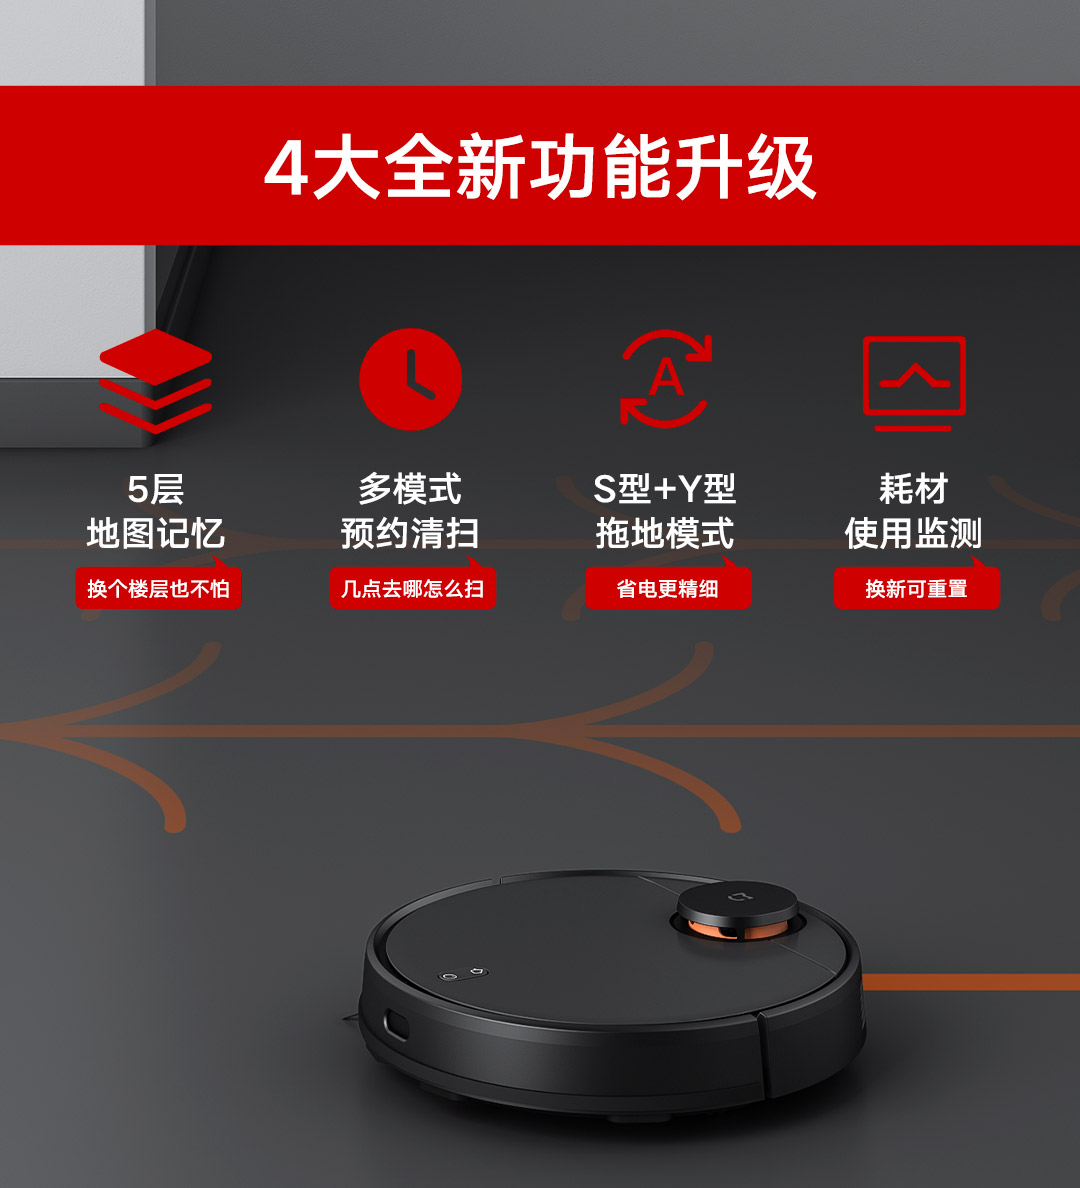 4大全新功能升级
5层
地图记忆
换个楼层也不怕
多模式
预约清扫
几点去哪怎么扫
A
S型+Y型
拖地模式
省电更精细
耗材
使用监测
换新可重置